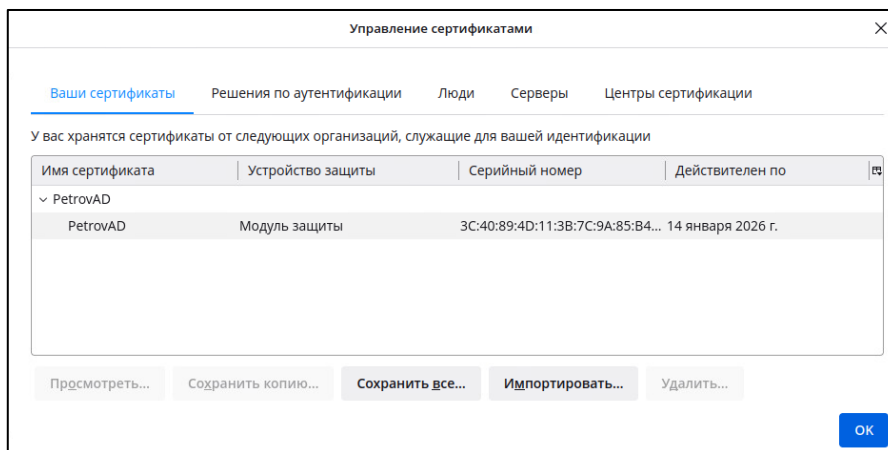 Управление сертификатами
Ваши сертификаты Решения по аутентификации Люди Серверы Центры сертификации
У вас хранятся сертификаты от следующих организаций, служащие для вашей идентификации
Имя сертификата Устройство защиты Серийный номер Действителен по
PetrovAD
PetrovAD Модуль защиты 3C:40:89:4D:11:3B:7C:9A:85:B4... 14 января 2026 г.
Просмотреть... Сохранить копию... Сохранить все... Импортировать... Удалить...
OK